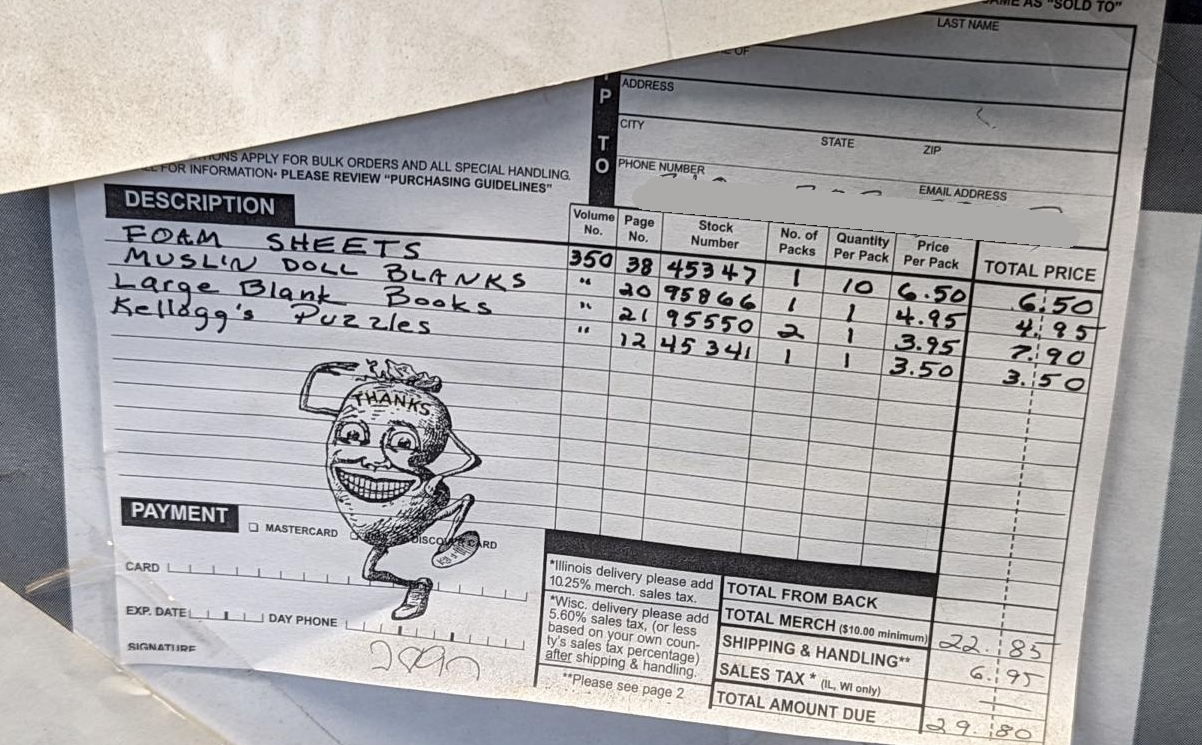 SAME AS "SOLD TO"
LAST NAME
OF
ADDRESS
CITY STATE ZIP
P TO
PHONE NUMBER EMAIL ADDRESS
APPLY FOR BULK ORDERS AND ALL SPECIAL HANDLING.
FOR INFORMATION• PLEASE REVIEW "PURCHASING GUIDELINES"
DESCRIPTION Volume No. Page No. Stock Number No. of Packs Quantity Per Pack Price Per Pack TOTAL PRICE
FOAM SHEETS 350 38 45347 1 10 6.50 6.50
MUSLIN DOLL BLANKS " 20 95866 1 1 4.95 4.95
Large Blank Books " 21 95550 2 1 3.95 7.90
Kellogg's Puzzles " 12 45341 1 1 3.50 3.50
THANKS
PAYMENT
MASTERCARD DISCOVER CARD
CARD
EXP. DATE DAY PHONE
SIGNATURE
*Illinois delivery please add
10.25% merch. sales tax.
*Wisc. delivery please add
5.60% sales tax, (or less
based on your own coun-
ty's sales tax percentage)
after shipping & handling.
**Please see page 2
TOTAL FROM BACK
TOTAL MERCH ($10.00 minimum) 22.85
SHIPPING & HANDLING** 6.95
SALES TAX * (IL, WI only) —
TOTAL AMOUNT DUE 29.80